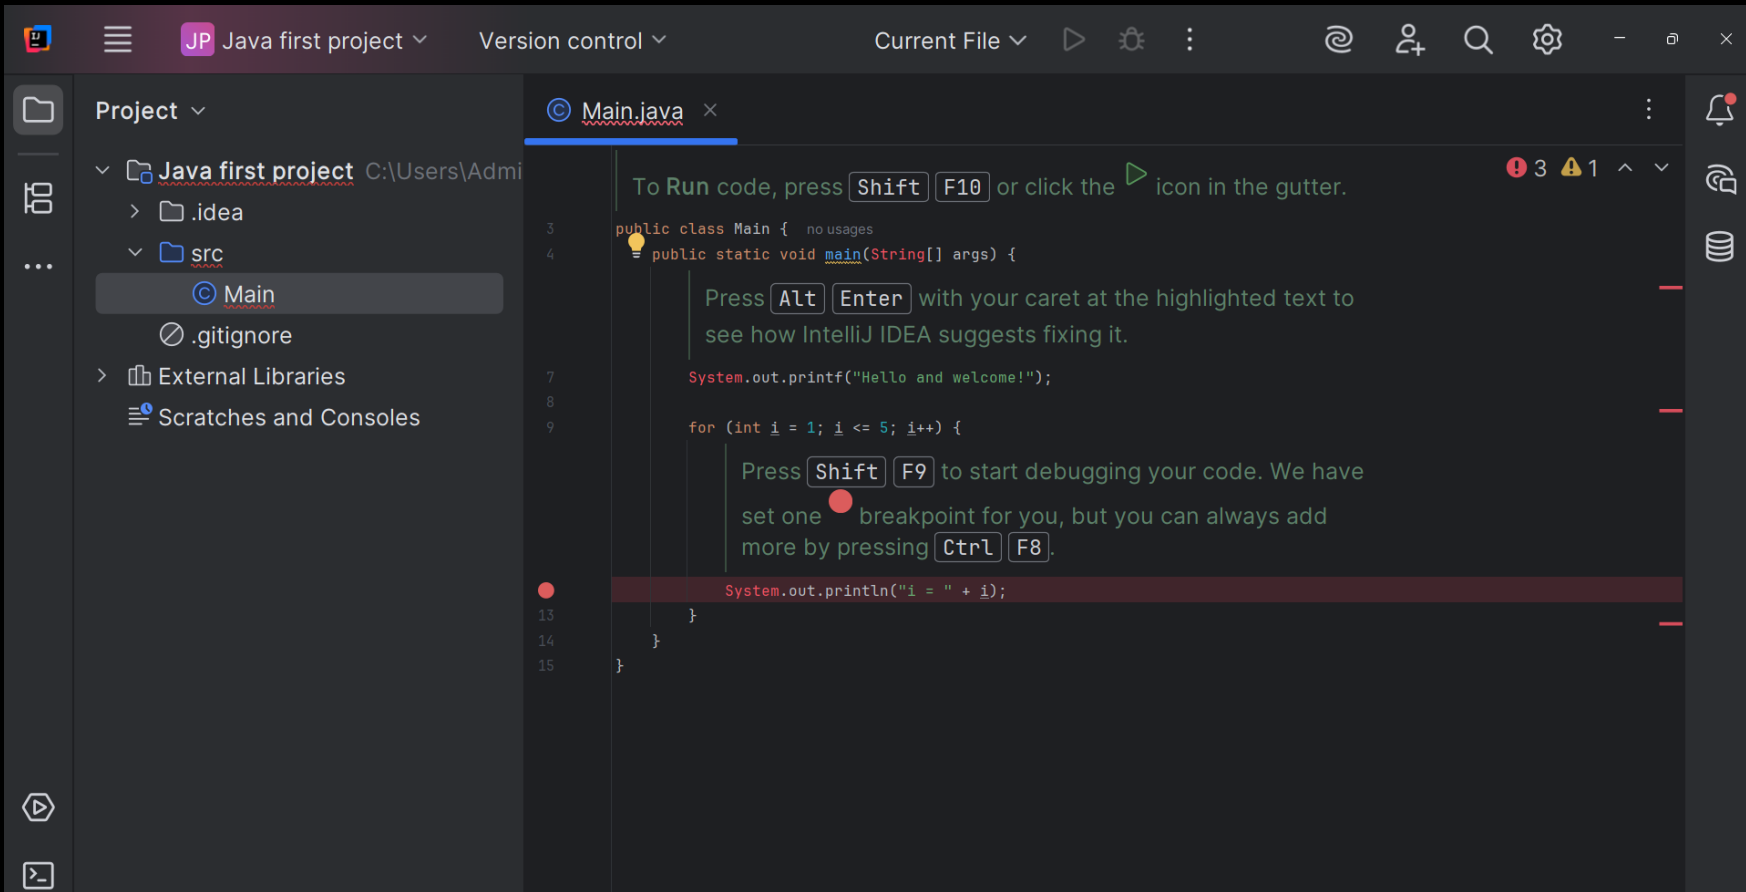 JP Java first project
Version control
Current File
Project
Main.java
Java first project C:\Users\Admi
.idea
src
Main
.gitignore
External Libraries
Scratches and Consoles
3 1
To Run code, press Shift F10 or click the icon in the gutter.
3 public class Main { no usages
4 public static void main(String[] args) {
Press Alt Enter with your caret at the highlighted text to
see how IntelliJ IDEA suggests fixing it.
7 System.out.printf("Hello and welcome!");
8
9 for (int i = 1; i <= 5; i++) {
Press Shift F9 to start debugging your code. We have
set one breakpoint for you, but you can always add
more by pressing Ctrl F8.
System.out.println("i = " + i);
13 }
14 }
15 }